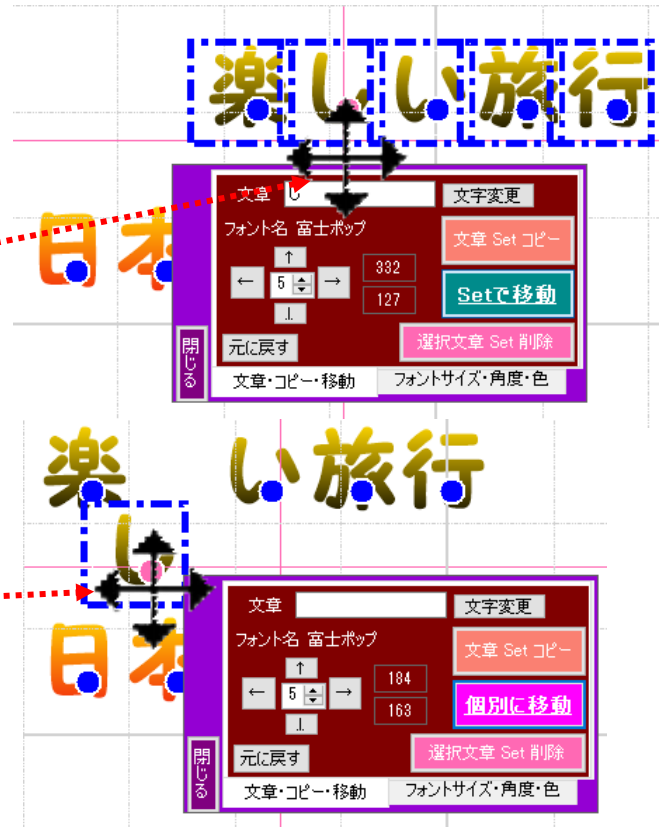 楽しい旅行
文章 し 文字変更
日本
フォント名 富士ポップ
文章 Set コピー
↑
← 5 → 332
127
Setで移動
↓
元に戻す
選択文章 Set 削除
閉じる
文章・コピー・移動 フォントサイズ・角度・色
楽 い旅行
し
文章 文字変更
日本
フォント名 富士ポップ
文章 Set コピー
↑
← 5 → 184
163
個別に移動
↓
元に戻す
選択文章 Set 削除
閉じる
文章・コピー・移動 フォントサイズ・角度・色